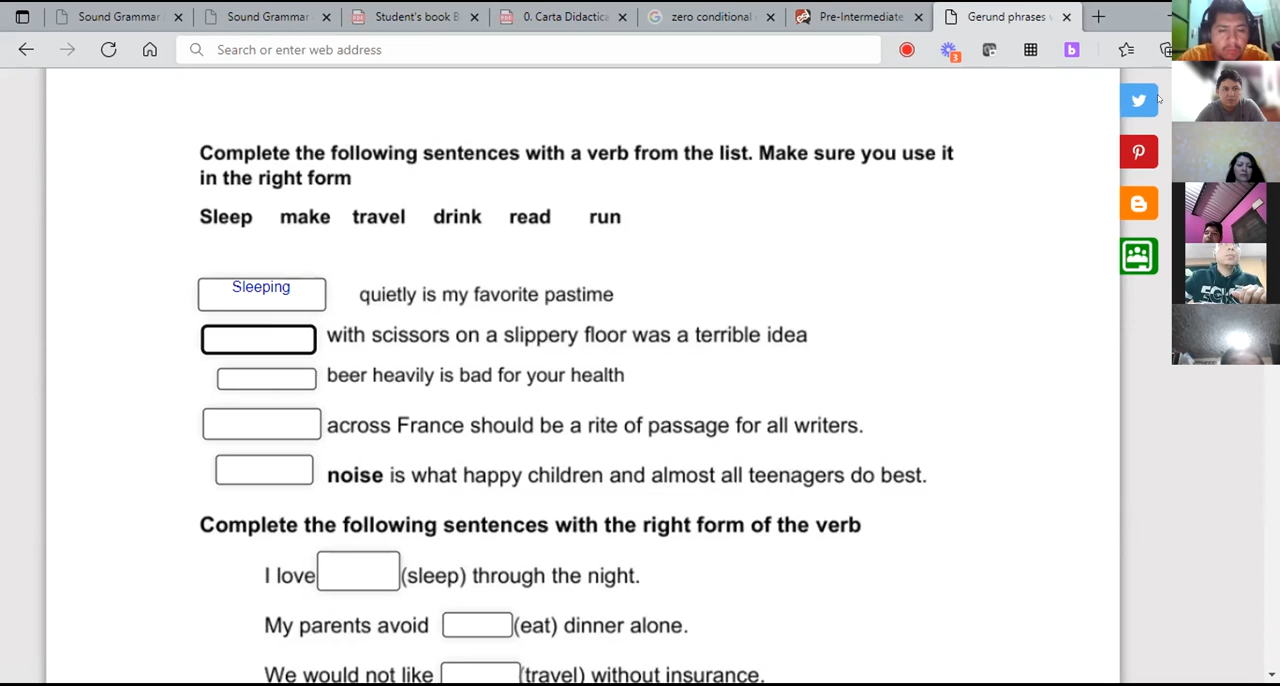 Sound Grammar
Sound Grammar
Student's book B
0. Carta Didactica
zero conditional
Pre-Intermediate
Gerund phrases
Search or enter web address
3
b
Complete the following sentences with a verb from the list. Make sure you use it
in the right form
Sleep make travel drink read run
Sleeping quietly is my favorite pastime
with scissors on a slippery floor was a terrible idea
beer heavily is bad for your health
across France should be a rite of passage for all writers.
noise is what happy children and almost all teenagers do best.
Complete the following sentences with the right form of the verb
I love (sleep) through the night.
My parents avoid (eat) dinner alone.
We would not like (travel) without insurance.